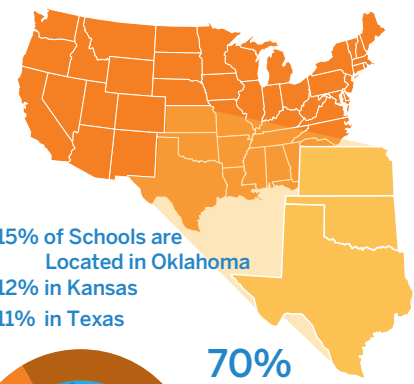 15% of Schools are
Located in Oklahoma
12% in Kansas
11% in Texas
70%